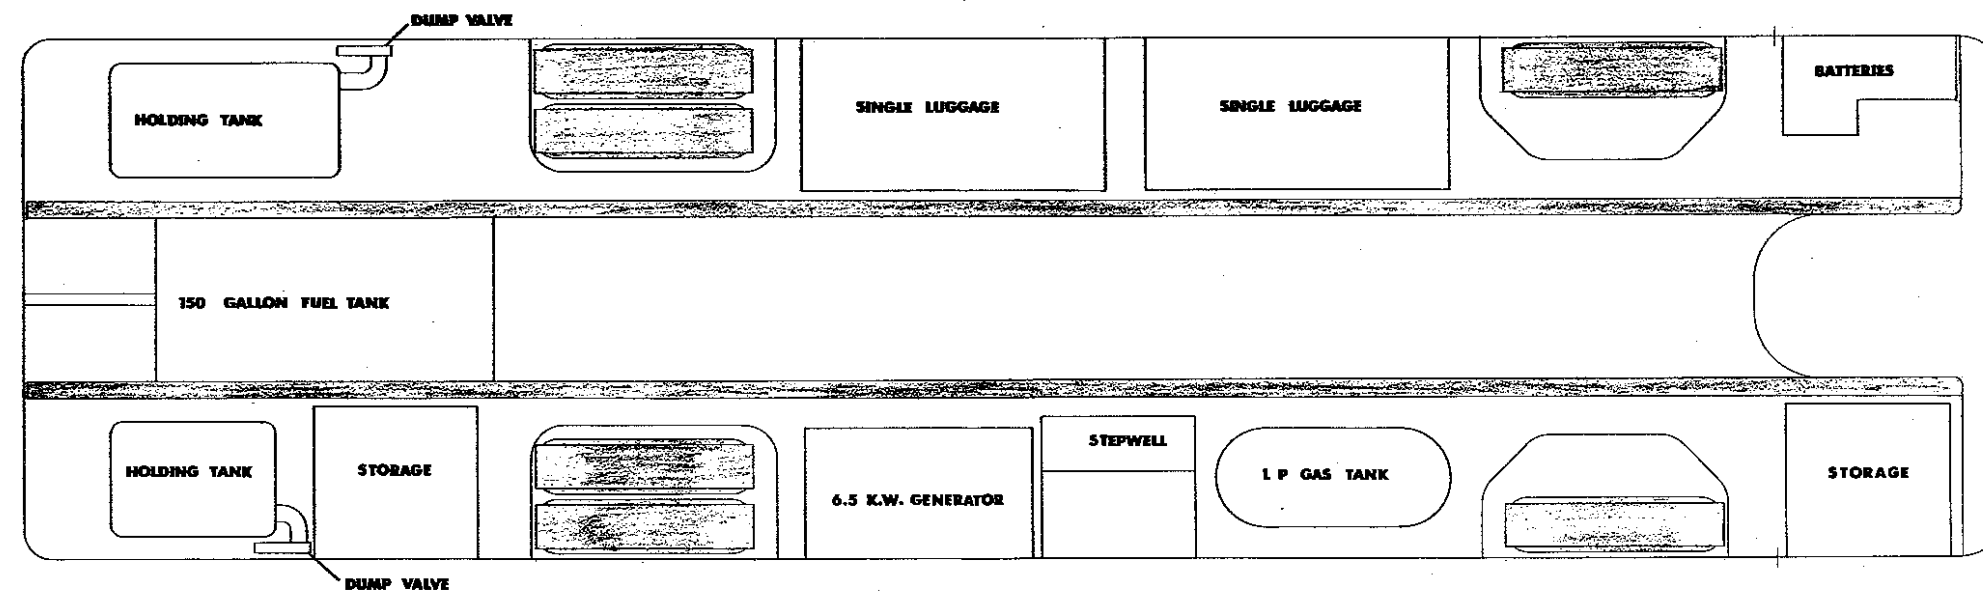 DUMP VALVE
HOLDING TANK
SINGLE LUGGAGE
SINGLE LUGGAGE
BATTERIES
150 GALLON FUEL TANK
HOLDING TANK
STORAGE
6.5 K.W. GENERATOR
STEPWELL
L P GAS TANK
STORAGE
DUMP VALVE